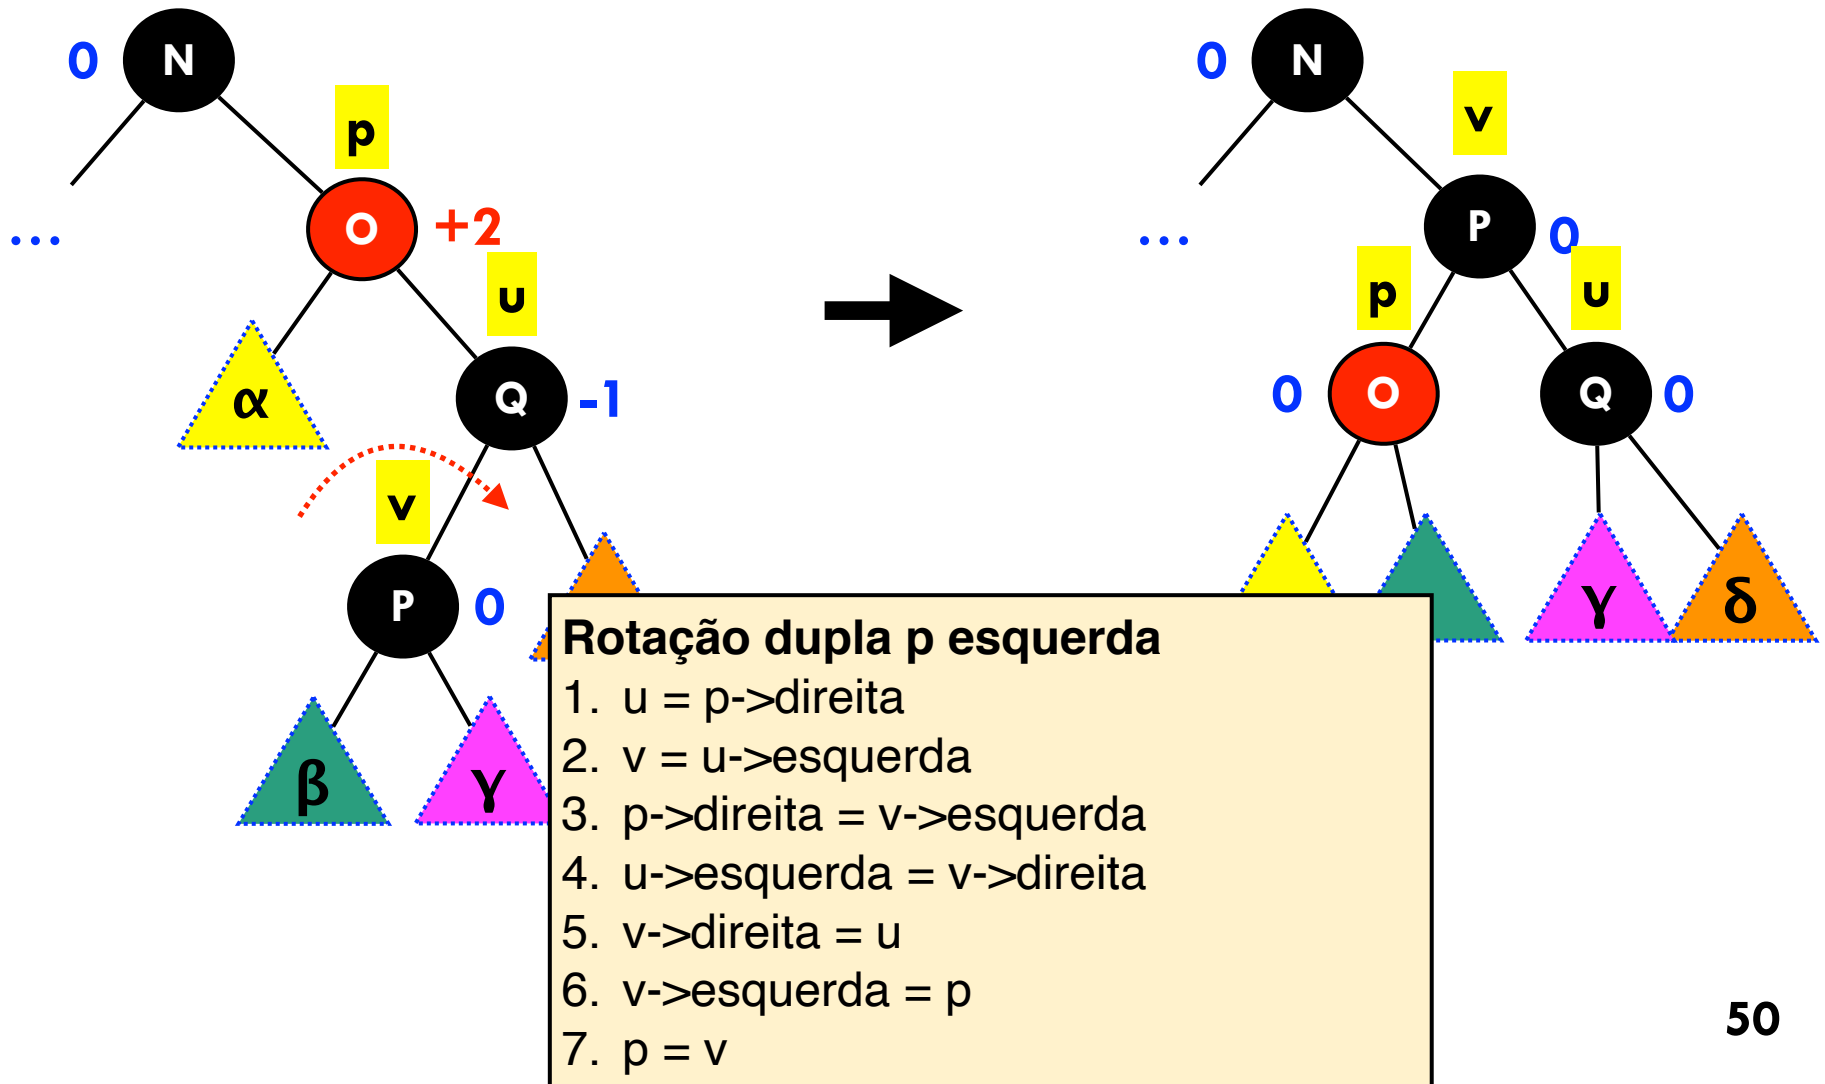 0 N
p
O +2
...
u
α
Q -1
v
P 0
β
γ
0 N
v
P 0
...
p
u
0 O
Q 0
γ
δ
Rotação dupla p esquerda
1. u = p->direita
2. v = u->esquerda
3. p->direita = v->esquerda
4. u->esquerda = v->direita
5. v->direita = u
6. v->esquerda = p
7. p = v
50